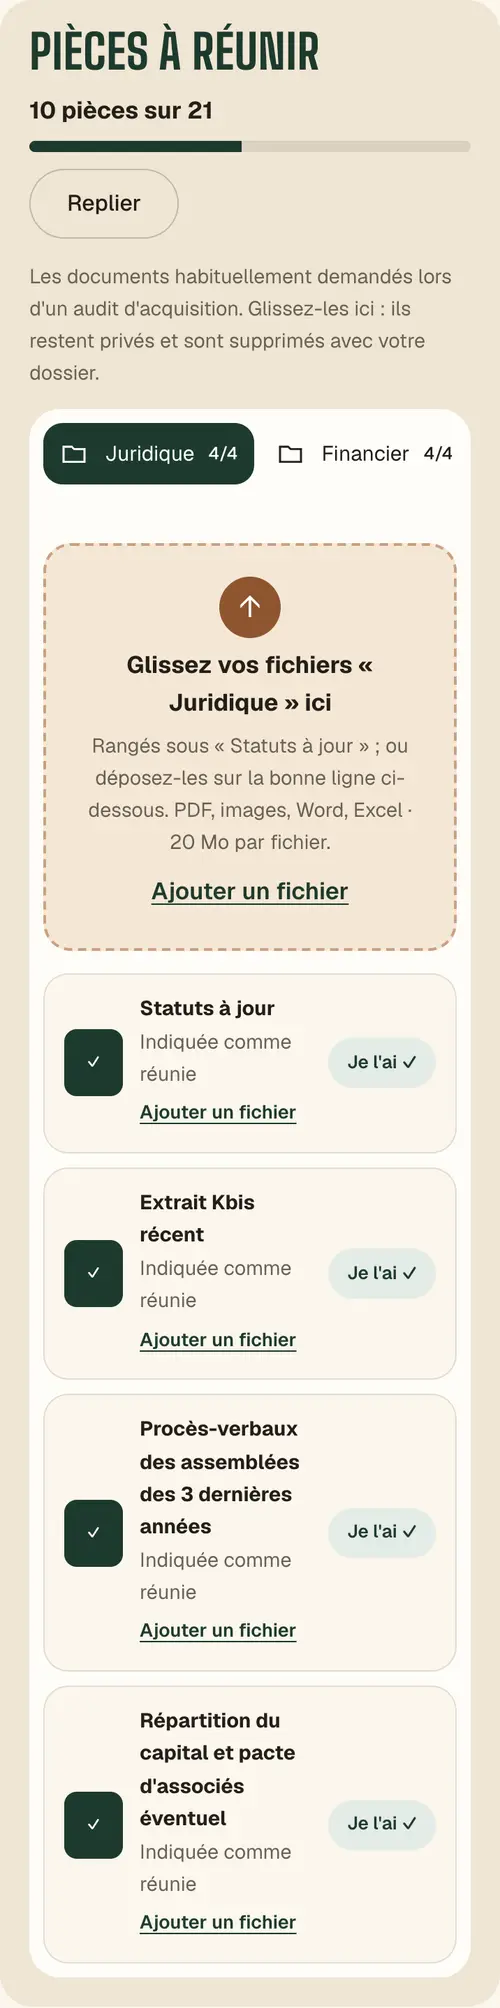 PIÈCES À RÉUNIR
10 pièces sur 21
Replier
Les documents habituellement demandés lors
d'un audit d'acquisition. Glissez-les ici : ils
restent privés et sont supprimés avec votre
dossier.
Juridique 4/4 Financier 4/4
Glissez vos fichiers «
Juridique » ici
Rangés sous « Statuts à jour » ; ou
déposez-les sur la bonne ligne ci-
dessous. PDF, images, Word, Excel ·
20 Mo par fichier.
Ajouter un fichier
Statuts à jour
Indiquée comme
réunie
Ajouter un fichier
Je l'ai ✓
Extrait Kbis
récent
Indiquée comme
réunie
Ajouter un fichier
Je l'ai ✓
Procès-verbaux
des assemblées
des 3 dernières
années
Indiquée comme
réunie
Ajouter un fichier
Je l'ai ✓
Répartition du
capital et pacte
d'associés
éventuel
Indiquée comme
réunie
Ajouter un fichier
Je l'ai ✓